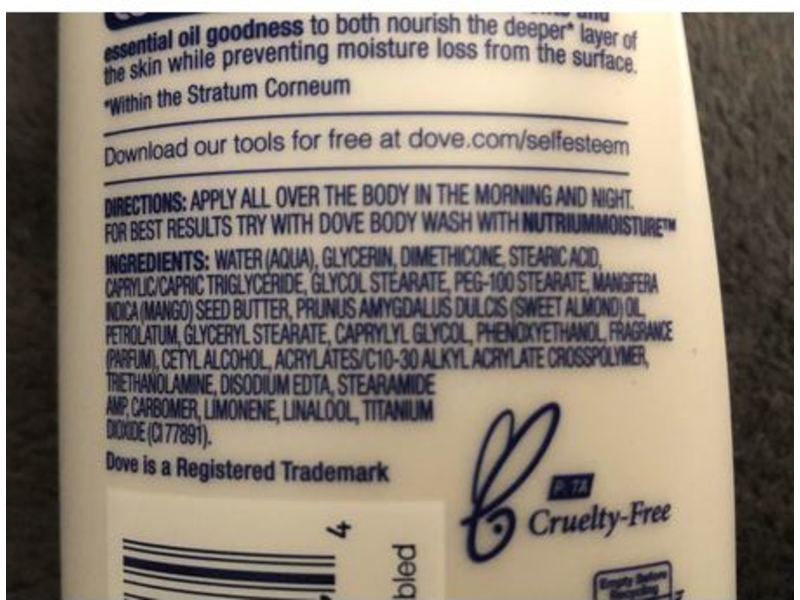 and
essential oil goodness to both nourish the deeper* layer of
the skin while preventing moisture loss from the surface.
*Within the Stratum Corneum
Download our tools for free at dove.com/selfesteem
DIRECTIONS: APPLY ALL OVER THE BODY IN THE MORNING AND NIGHT.
FOR BEST RESULTS TRY WITH DOVE BODY WASH WITH NUTRIUMMOISTURE™
INGREDIENTS: WATER (AQUA), GLYCERIN, DIMETHICONE, STEARIC ACID,
CAPRYLIC/CAPRIC TRIGLYCERIDE, GLYCOL STEARATE, PEG-100 STEARATE, MANGIFERA
INDICA (MANGO) SEED BUTTER, PRUNUS AMYGDALUS DULCIS (SWEET ALMOND) OIL,
PETROLATUM, GLYCERYL STEARATE, CAPRYLYL GLYCOL, PHENOXYETHANOL, FRAGRANCE
(PARFUM), CETYL ALCOHOL, ACRYLATES/C10-30 ALKYL ACRYLATE CROSSPOLYMER,
TRIETHANOLAMINE, DISODIUM EDTA, STEARAMIDE
AMP, CARBOMER, LIMONENE, LINALOOL, TITANIUM
DIOXIDE (CI 77891).
Dove is a Registered Trademark
PETA
Cruelty-Free
4
bled
Empty Before
Recycling